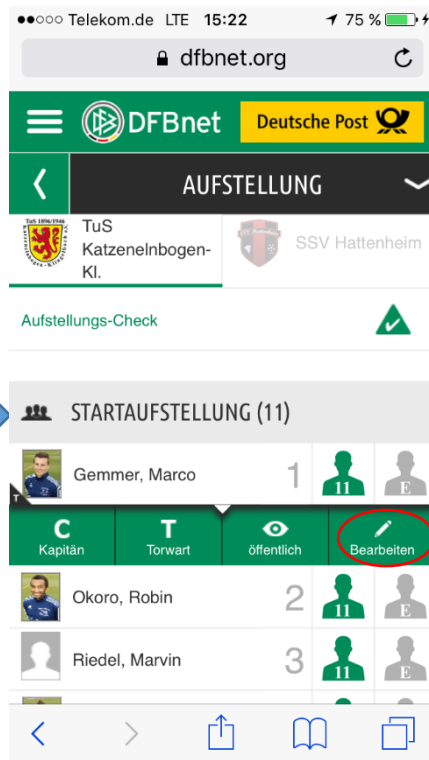 Telekom.de LTE 15:22 75 %
dfbnet.org
DFBnet Deutsche Post
AUFSTELLUNG
TuS
Katzenelnbogen-
Kl.
SSV Hattenheim
Aufstellungs-Check
STARTAUFSTELLUNG (11)
Gemmer, Marco 1 11 E
T
C T
Kapitän Torwart öffentlich Bearbeiten
Okoro, Robin 2 11 E
Riedel, Marvin 3 11 E